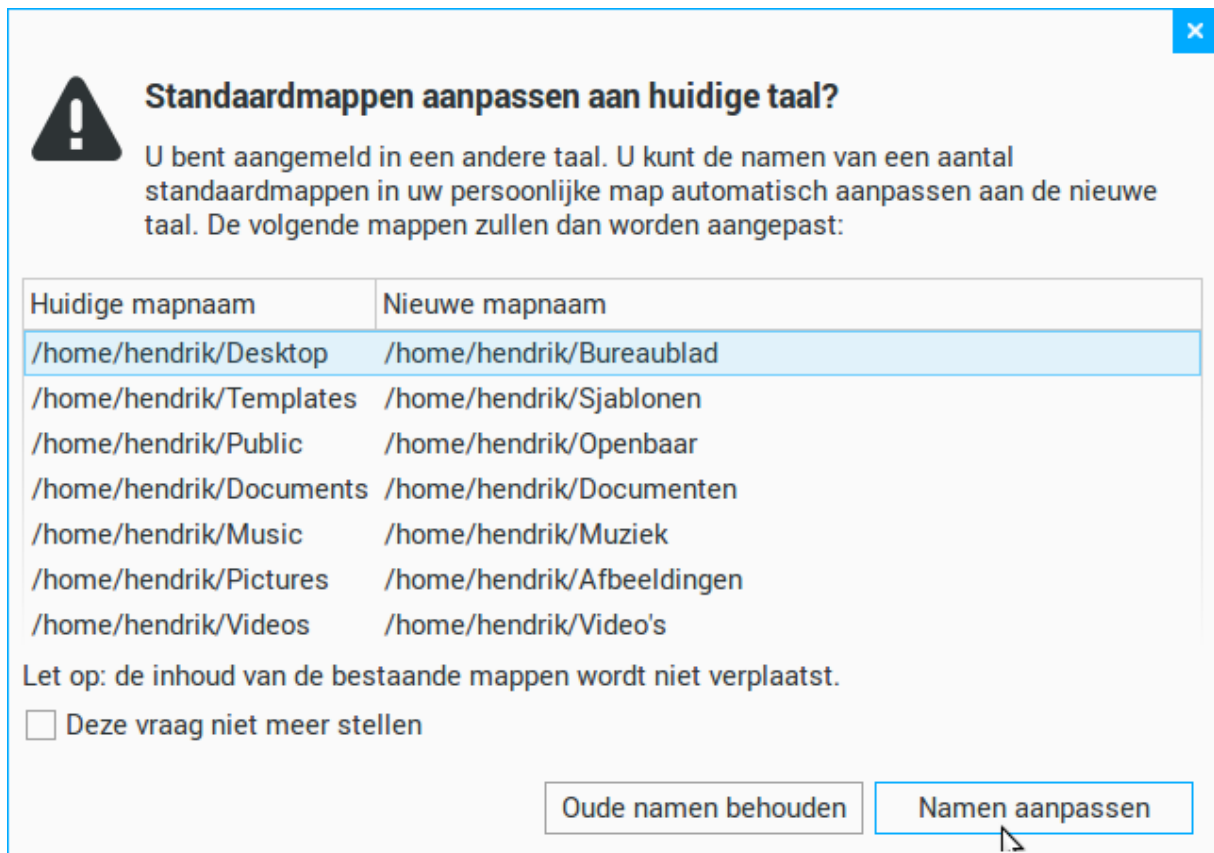 Standaardmappen aanpassen aan huidige taal?
U bent aangemeld in een andere taal. U kunt de namen van een aantal
standaardmappen in uw persoonlijke map automatisch aanpassen aan de nieuwe
taal. De volgende mappen zullen dan worden aangepast:
Huidige mapnaam Nieuwe mapnaam
/home/hendrik/Desktop /home/hendrik/Bureaublad
/home/hendrik/Templates /home/hendrik/Sjablonen
/home/hendrik/Public /home/hendrik/Openbaar
/home/hendrik/Documents /home/hendrik/Documenten
/home/hendrik/Music /home/hendrik/Muziek
/home/hendrik/Pictures /home/hendrik/Afbeeldingen
/home/hendrik/Videos /home/hendrik/Video's
Let op: de inhoud van de bestaande mappen wordt niet verplaatst.
Deze vraag niet meer stellen
Oude namen behouden Namen aanpassen